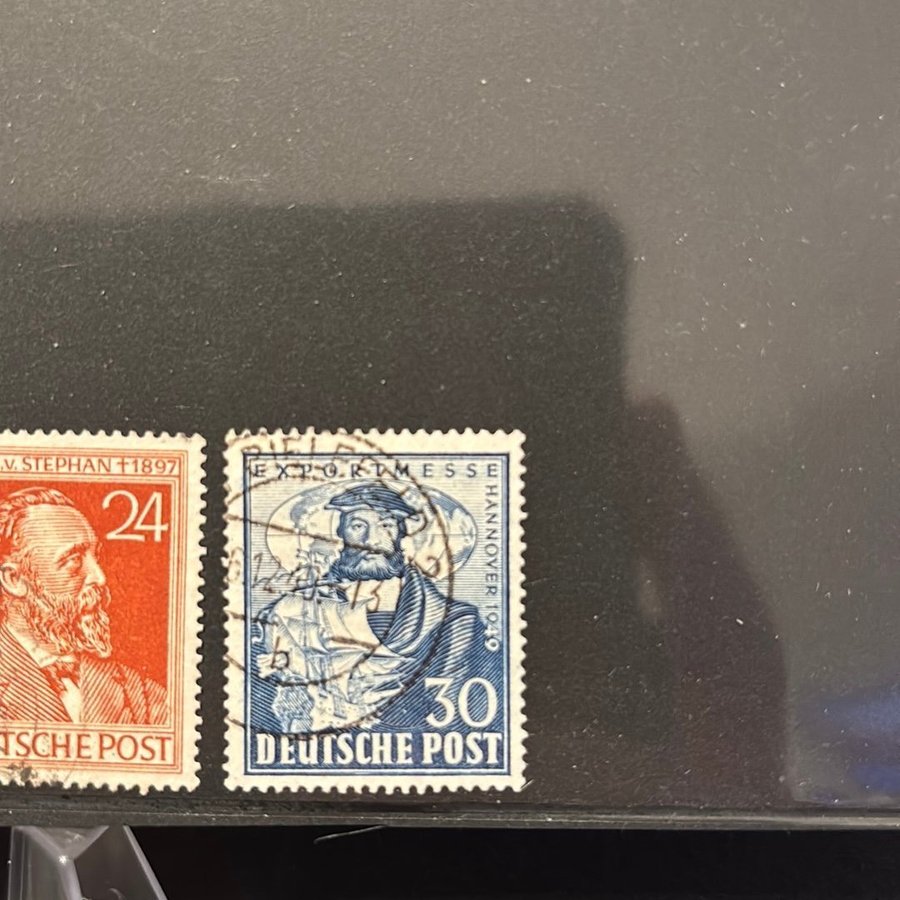 .v. STEPHAN †1897
24
TSCHE POST
EXPORTMESSE
HANNOVER 1949
30
DEUTSCHE POST
b